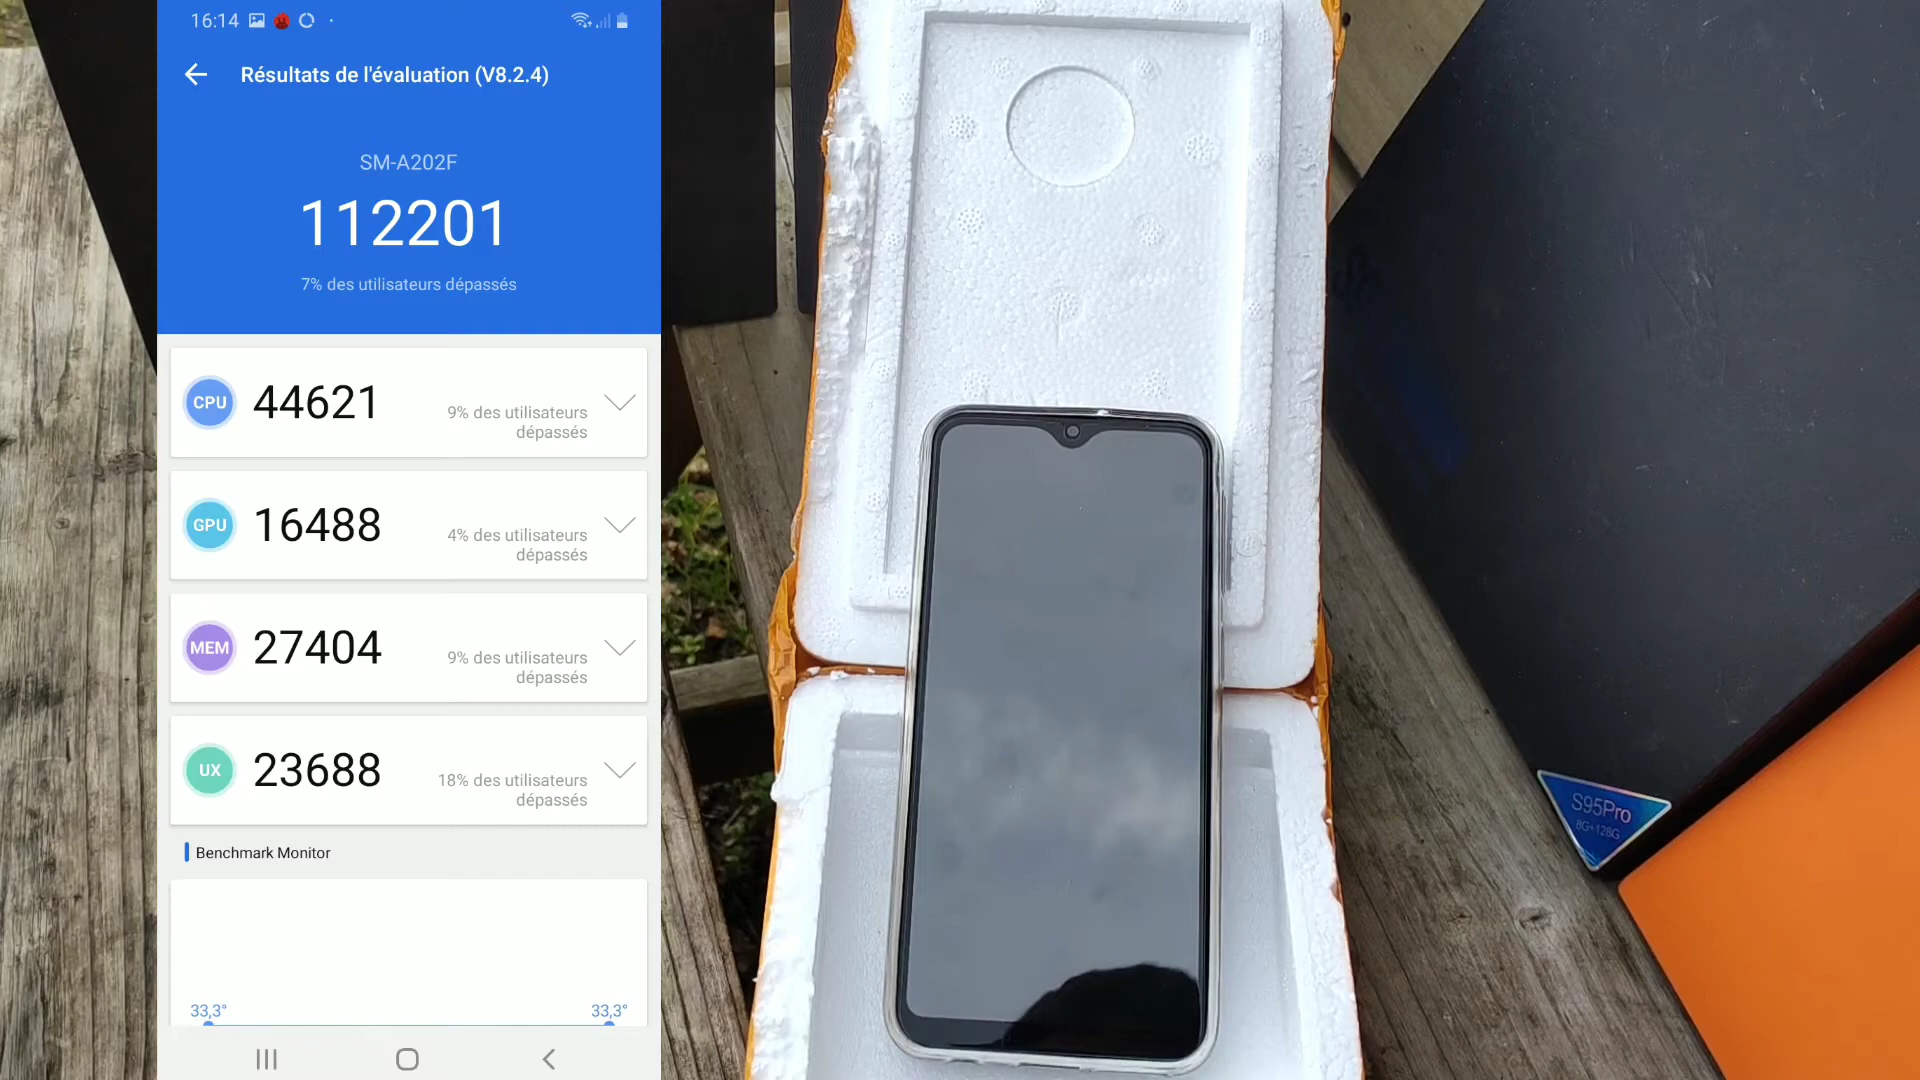 16:14
Résultats de l'évaluation (V8.2.4)
SM-A202F
112201
7% des utilisateurs dépassés
CPU 44621 9% des utilisateurs
dépassés
GPU 16488 4% des utilisateurs
dépassés
MEM 27404 9% des utilisateurs
dépassés
UX 23688 18% des utilisateurs
dépassés
Benchmark Monitor
33,3° 33,3°
S95Pro
8G+128G